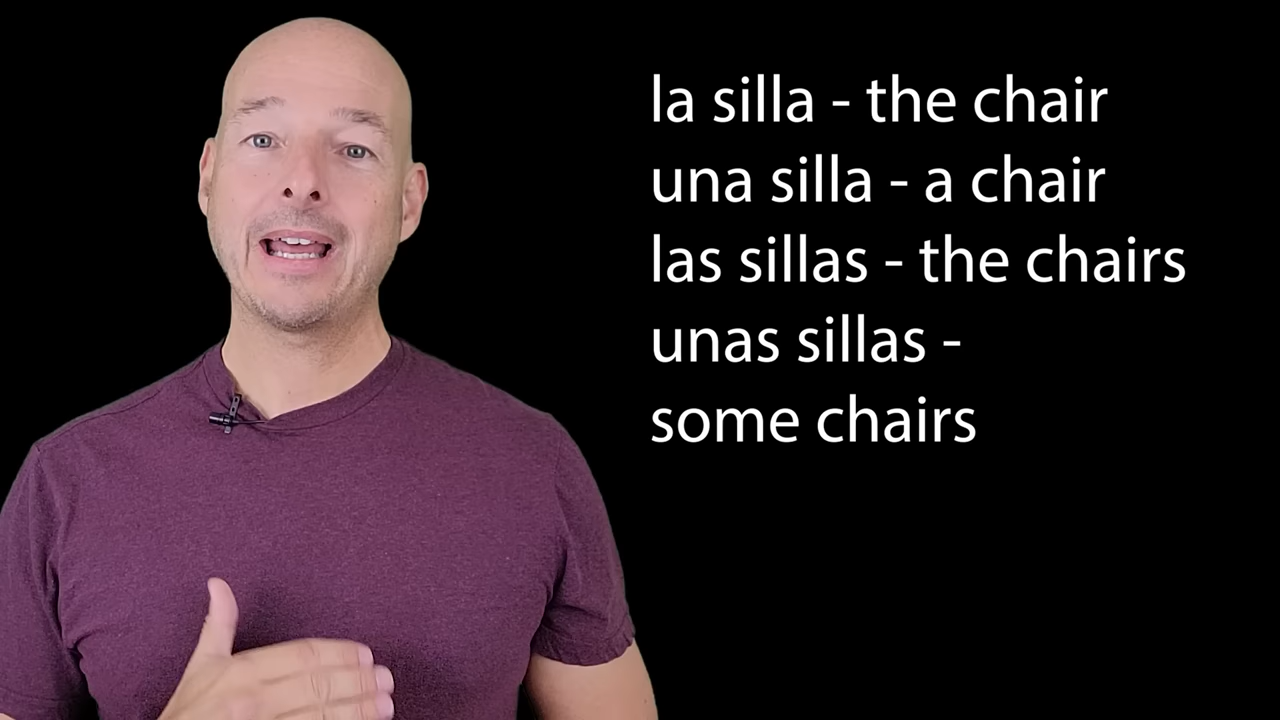 la silla - the chair
una silla - a chair
las sillas - the chairs
unas sillas -
some chairs